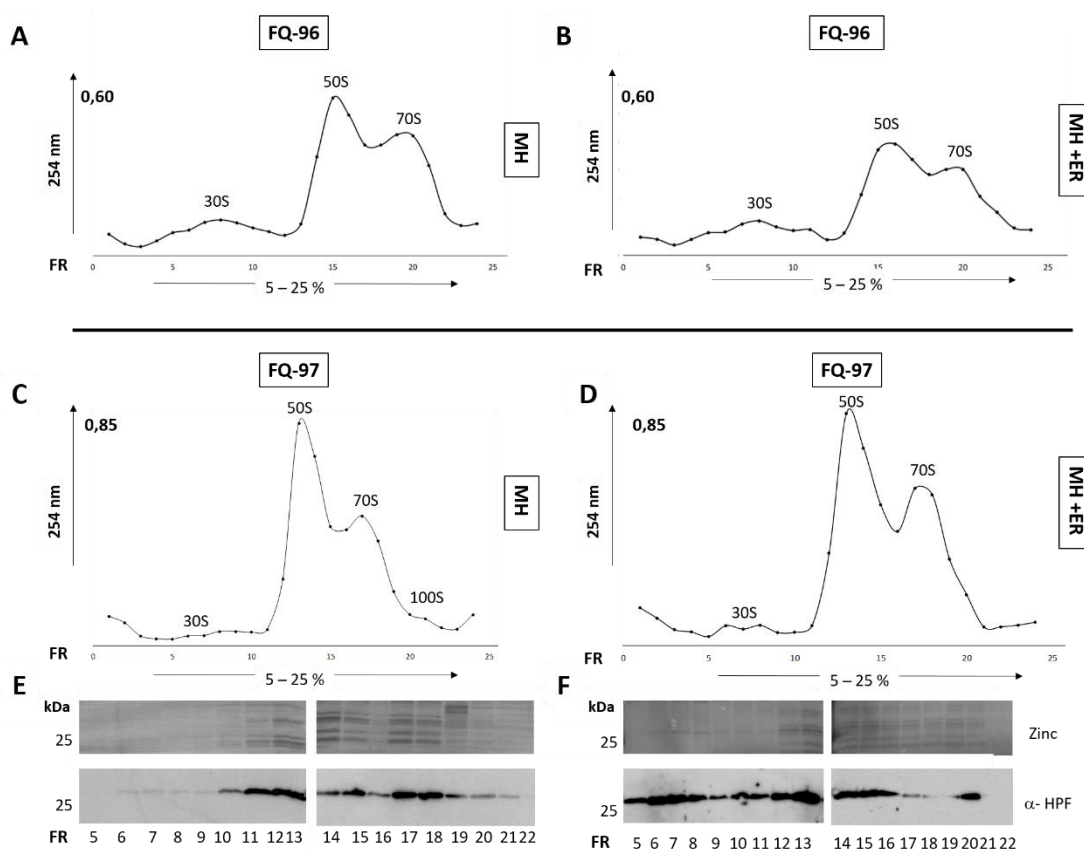 A
FQ-96
0,60
254 nm
30S
50S
70S
MH
FR
0 5 10 15 20 25
5 – 25 %
B
FQ-96
0,60
254 nm
30S
50S
70S
MH +ER
FR
0 5 10 15 20 25
5 – 25 %
C
FQ-97
0,85
254 nm
30S
50S
70S
100S
MH
FR
0 5 10 15 20 25
5 – 25 %
D
FQ-97
0,85
254 nm
30S
50S
70S
MH +ER
FR
0 5 10 15 20 25
5 – 25 %
E
kDa
25
25
FR 5 6 7 8 9 10 11 12 13 14 15 16 17 18 19 20 21 22
F
kDa
25
Zinc
25
α- HPF
FR 5 6 7 8 9 10 11 12 13 14 15 16 17 18 19 20 21 22